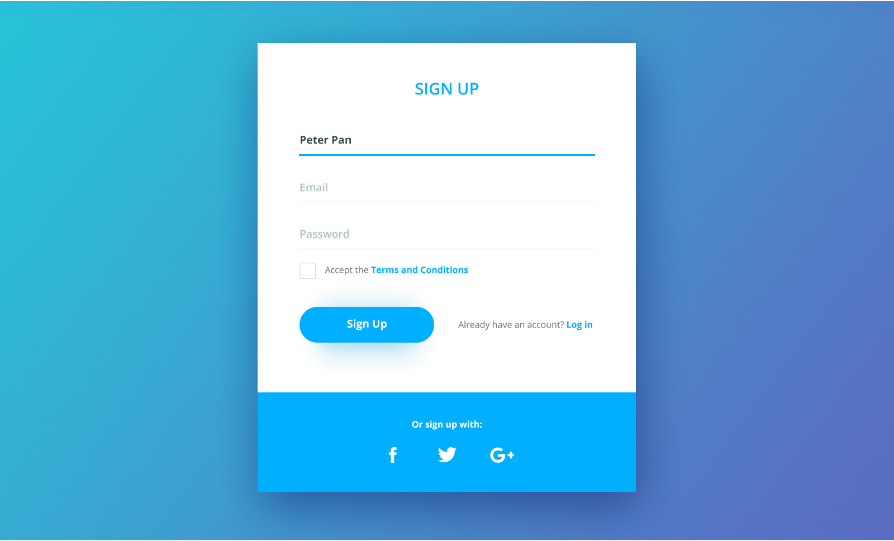 SIGN UP
Peter Pan
Email
Password
Accept the Terms and Conditions
Sign Up
Already have an account? Log in
Or sign up with:
f
G+